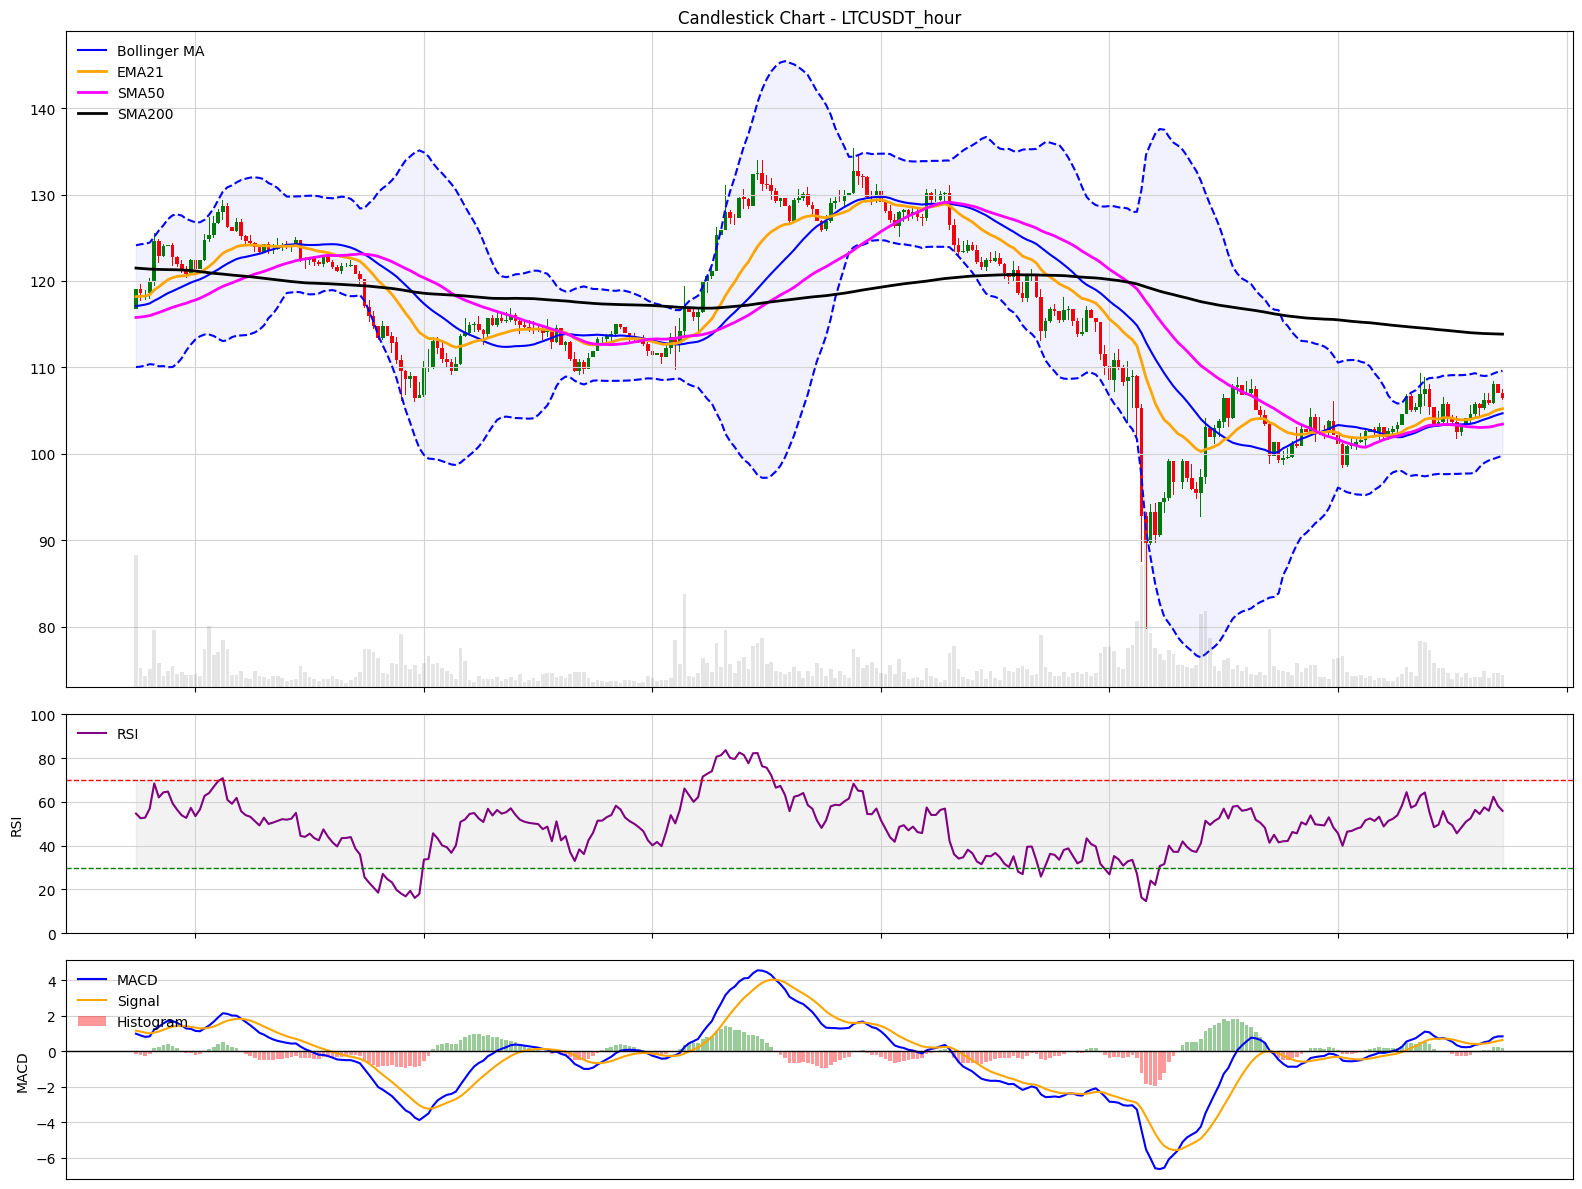 Candlestick Chart - LTCUSDT_hour
Bollinger MA
EMA21
SMA50
SMA200
140
130
120
110
100
90
80
RSI
100
80
60
40
20
0
RSI
MACD
Signal
Histogram
4
2
0
−2
−4
−6
MACD